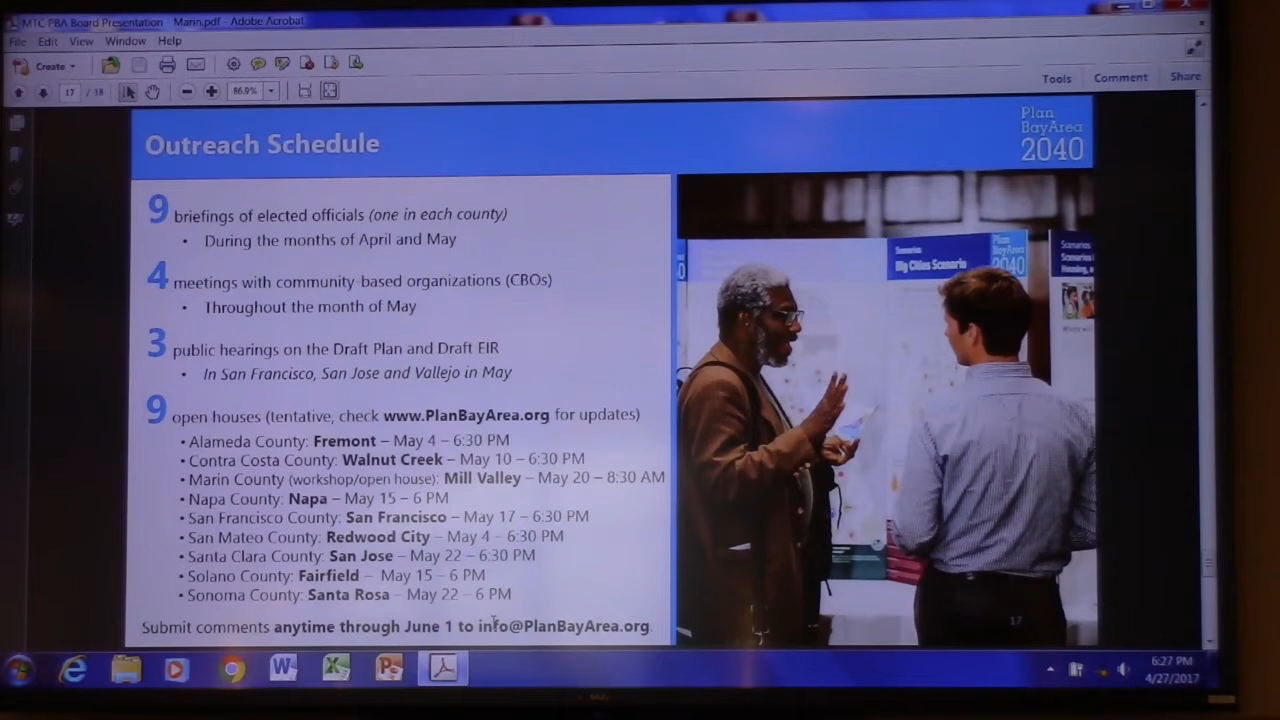 MTC PBA Board Presentation _ Marin.pdf - Adobe Acrobat
File Edit View Window Help
Create
17 / 18 86.9%
Tools Comment Share
Outreach Schedule
Plan
BayArea
2040
9 briefings of elected officials (one in each county)
• During the months of April and May
4 meetings with community-based organizations (CBOs)
• Throughout the month of May
3 public hearings on the Draft Plan and Draft EIR
• In San Francisco, San Jose and Vallejo in May
9 open houses (tentative, check www.PlanBayArea.org for updates)
• Alameda County: Fremont – May 4 – 6:30 PM
• Contra Costa County: Walnut Creek – May 10 – 6:30 PM
• Marin County (workshop/open house): Mill Valley – May 20 – 8:30 AM
• Napa County: Napa – May 15 – 6 PM
• San Francisco County: San Francisco – May 17 – 6:30 PM
• San Mateo County: Redwood City – May 4 – 6:30 PM
• Santa Clara County: San Jose – May 22 – 6:30 PM
• Solano County: Fairfield – May 15 – 6 PM
• Sonoma County: Santa Rosa – May 22 – 6 PM
Submit comments anytime through June 1 to info@PlanBayArea.org.
Scenarios
Big Cities Scenario
Plan
BayArea
2040
Scenarios
Scenarios
Housing, a
17
6:27 PM
4/27/2017